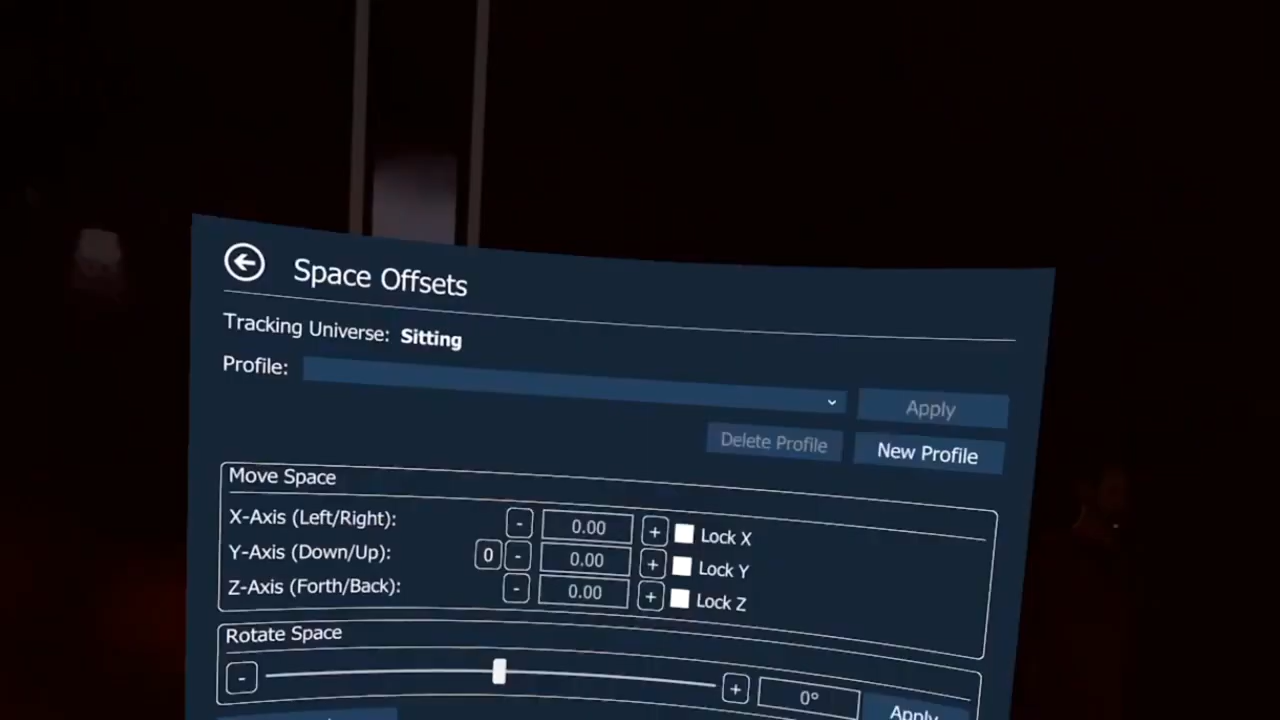 Space Offsets
Tracking Universe: Sitting
Profile:
Apply
Delete Profile New Profile
Move Space
X-Axis (Left/Right): - 0.00 + Lock X
Y-Axis (Down/Up): 0 - 0.00 + Lock Y
Z-Axis (Forth/Back): - 0.00 + Lock Z
Rotate Space
- + 0° Apply